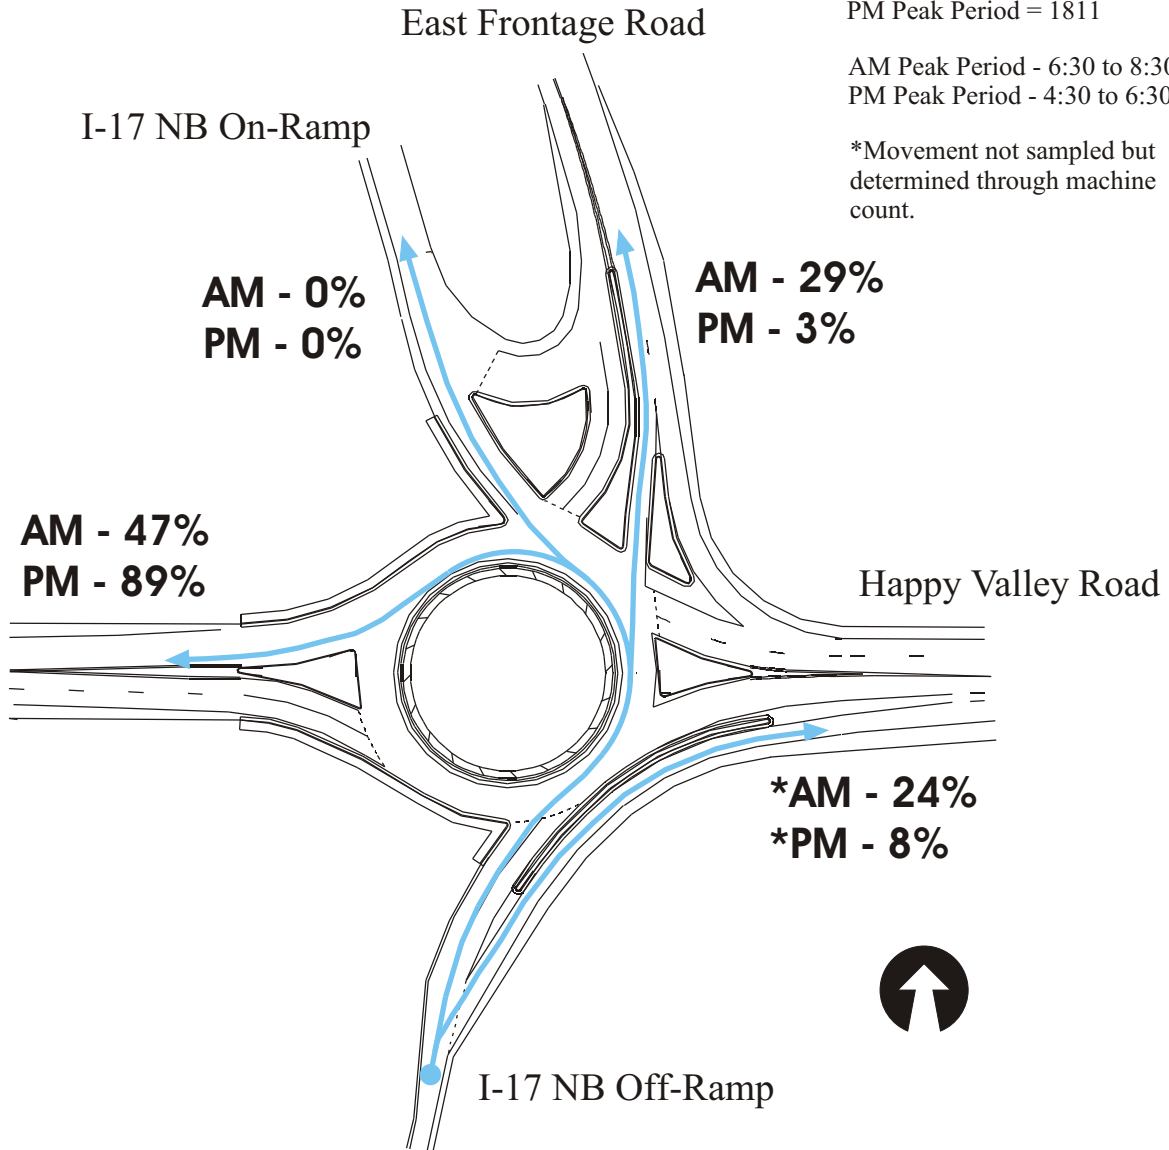 East Frontage Road
PM Peak Period = 1811
AM Peak Period - 6:30 to 8:30
PM Peak Period - 4:30 to 6:30
*Movement not sampled but
determined through machine
count.
I-17 NB On-Ramp
AM - 0%
PM - 0%
AM - 29%
PM - 3%
AM - 47%
PM - 89%
Happy Valley Road
*AM - 24%
*PM - 8%
I-17 NB Off-Ramp